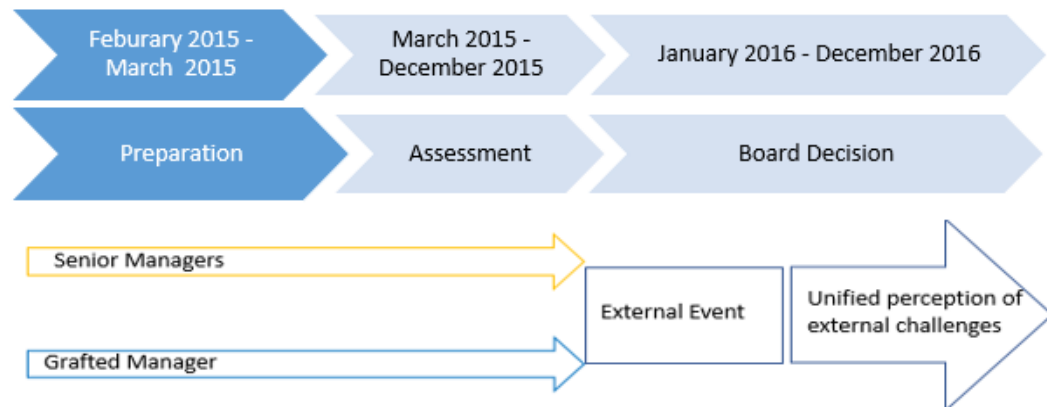 Feburary 2015 -
March 2015
March 2015 -
December 2015
January 2016 - December 2016
Preparation
Assessment
Board Decision
Senior Managers
External Event
Unified perception of
external challenges
Grafted Manager